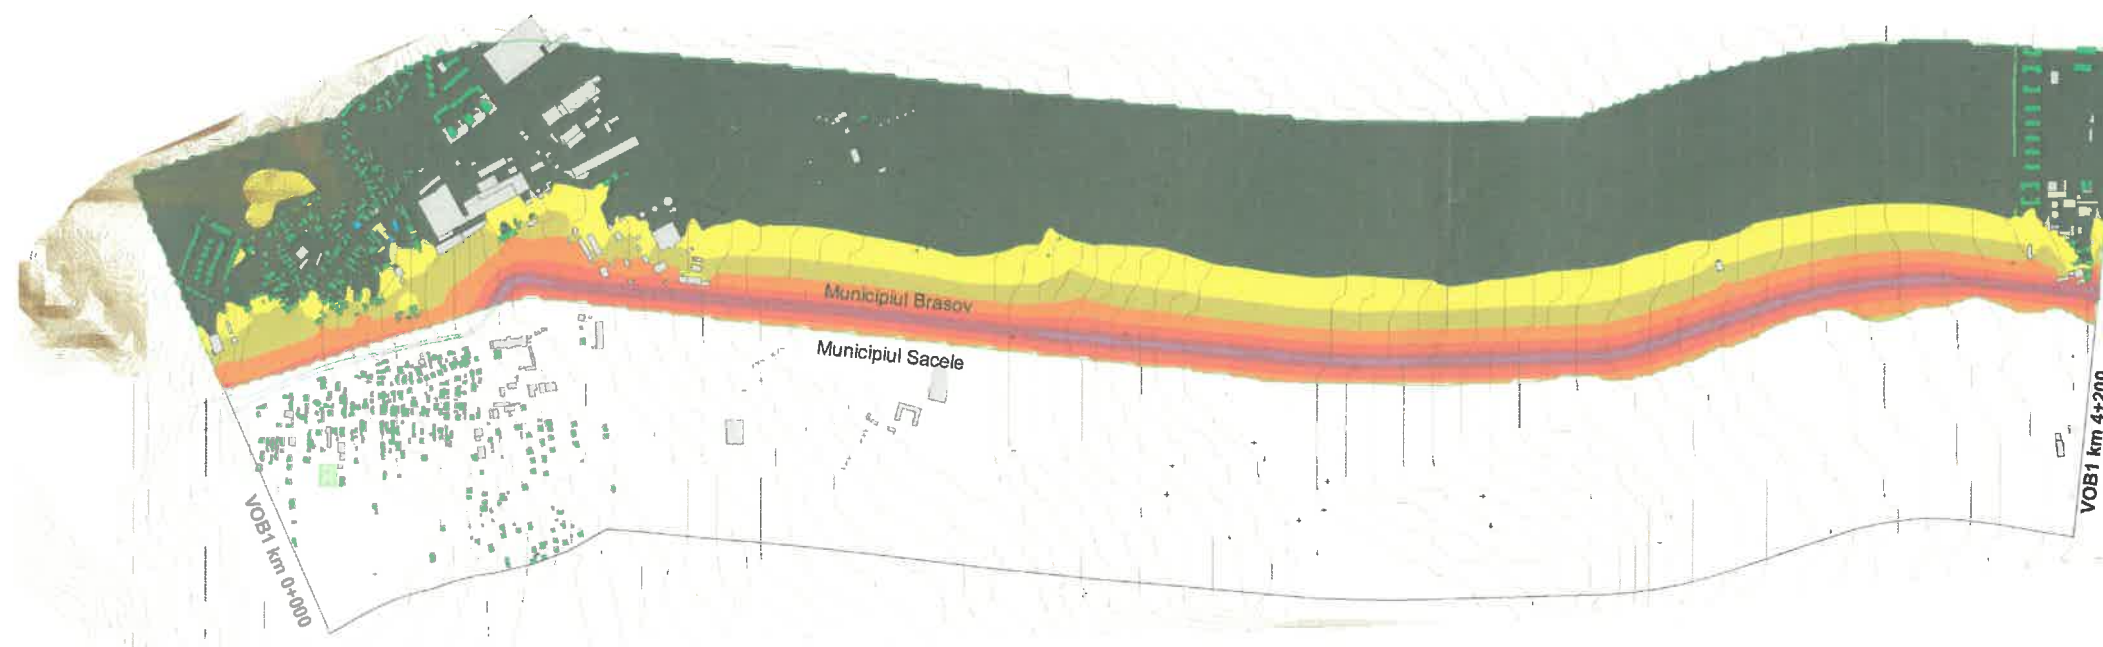 Municipiul Brasov
Municipiul Sacele
VOB1 km 0+000
VOB1 km 4+200